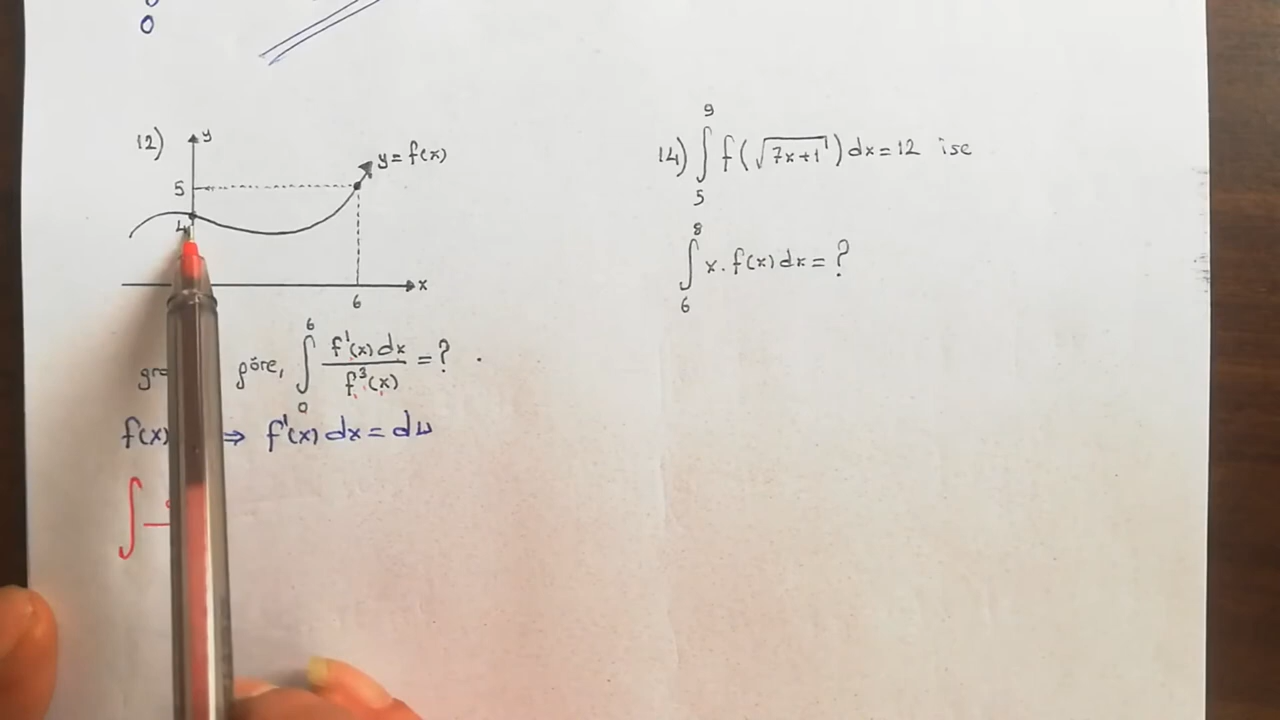 0
12)
y
y=f(x)
5
4
x
6
göre, ∫₀⁶ f'(x)dx / f³(x) = ?
f(x) ⇒ f'(x) dx = du
∫
14) ∫₅⁹ f(√(7x+1)) dx = 12 ise
∫₆⁸ x.f(x)dx = ?